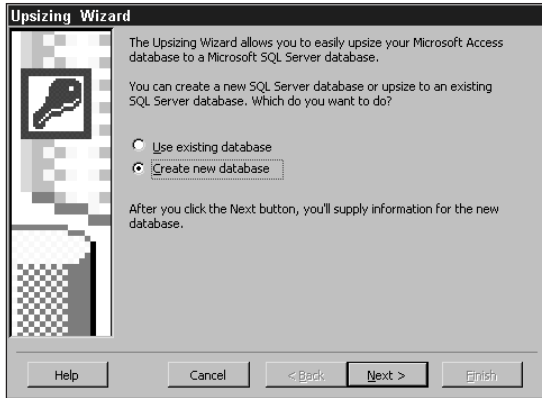 Upsizing Wizard
The Upsizing Wizard allows you to easily upsize your Microsoft Access
database to a Microsoft SQL Server database.
You can create a new SQL Server database or upsize to an existing
SQL Server database. Which do you want to do?
Use existing database
Create new database
After you click the Next button, you'll supply information for the new
database.
Help Cancel < Back Next > Finish